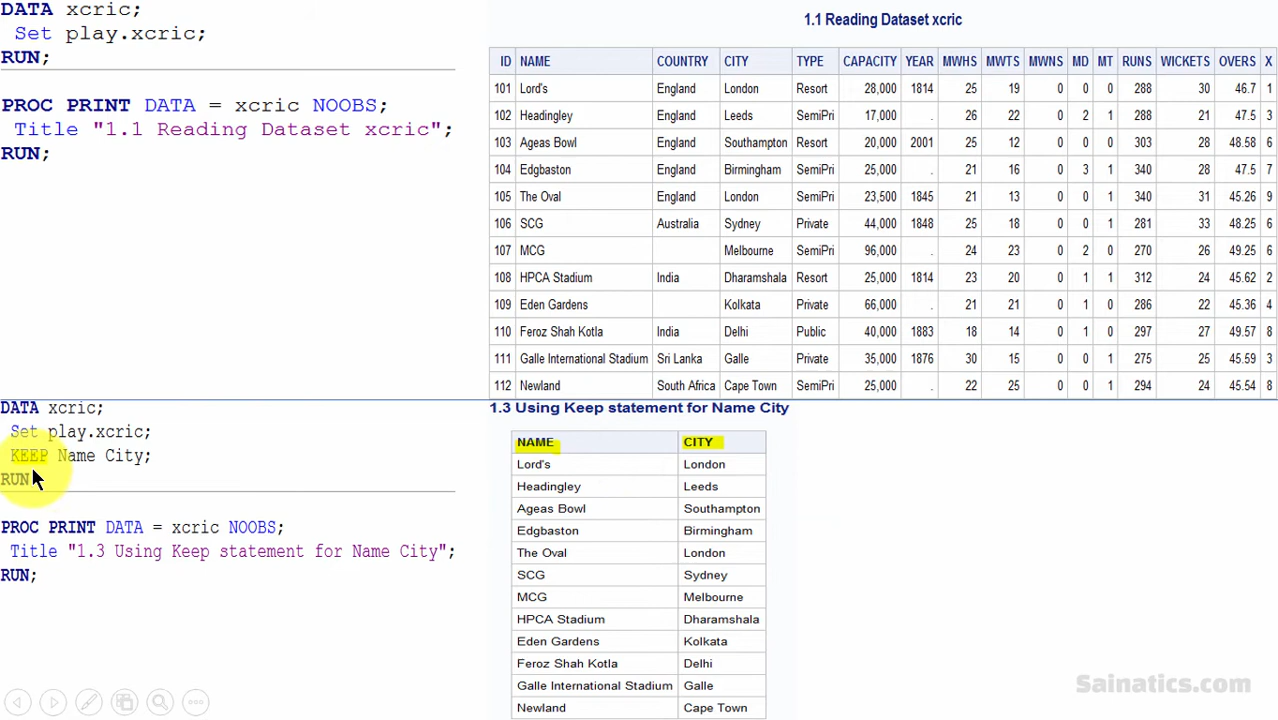 DATA xcric;
Set play.xcric;
RUN;
PROC PRINT DATA = xcric NOOBS;
Title "1.1 Reading Dataset xcric";
RUN;
1.1 Reading Dataset xcric
ID NAME COUNTRY CITY TYPE CAPACITY YEAR MWHS MWTS MWNS MD MT RUNS WICKETS OVERS X
101 Lord's England London Resort 28,000 1814 25 19 0 0 0 288 30 46.7 1
102 Headingley England Leeds SemiPri 17,000 . 26 22 0 2 1 288 21 47.5 3
103 Ageas Bowl England Southampton Resort 20,000 2001 25 12 0 0 0 303 28 48.58 6
104 Edgbaston England Birmingham SemiPri 25,000 . 21 16 0 3 1 340 28 47.5 7
105 The Oval England London SemiPri 23,500 1845 21 13 0 0 1 340 31 45.26 9
106 SCG Australia Sydney Private 44,000 1848 25 18 0 0 1 281 33 48.25 6
107 MCG Melbourne SemiPri 96,000 . 24 23 0 2 0 270 26 49.25 6
108 HPCA Stadium India Dharamshala Resort 25,000 1814 23 20 0 1 1 312 24 45.62 2
109 Eden Gardens Kolkata Private 66,000 . 21 21 0 1 0 286 22 45.36 4
110 Feroz Shah Kotla India Delhi Public 40,000 1883 18 14 0 1 0 297 27 49.57 8
111 Galle International Stadium Sri Lanka Galle Private 35,000 1876 30 15 0 0 1 275 25 45.59 3
112 Newland South Africa Cape Town SemiPri 25,000 . 22 25 0 0 1 294 24 45.54 8
DATA xcric;
Set play.xcric;
KEEP Name City;
RUN
PROC PRINT DATA = xcric NOOBS;
Title "1.3 Using Keep statement for Name City";
RUN;
1.3 Using Keep statement for Name City
NAME CITY
Lord's London
Headingley Leeds
Ageas Bowl Southampton
Edgbaston Birmingham
The Oval London
SCG Sydney
MCG Melbourne
HPCA Stadium Dharamshala
Eden Gardens Kolkata
Feroz Shah Kotla Delhi
Galle International Stadium Galle
Newland Cape Town
Sainatics.com